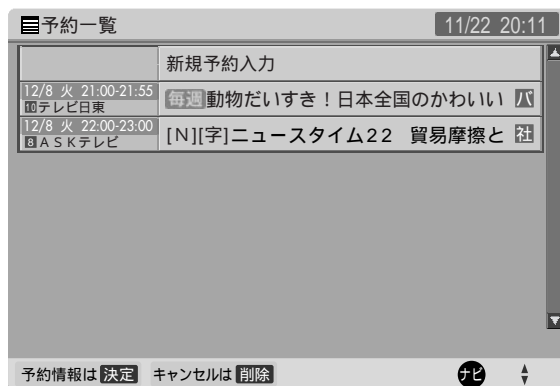 予約一覧 11/22 20:11
新規予約入力
12/8 火 21:00-21:55
10テレビ日東
毎週 動物だいすき！日本全国のかわいい バ
12/8 火 22:00-23:00
8ASKテレビ
[N][字]ニュースタイム22 貿易摩擦と 社
予約情報は 決定 キャンセルは 削除 ナビ